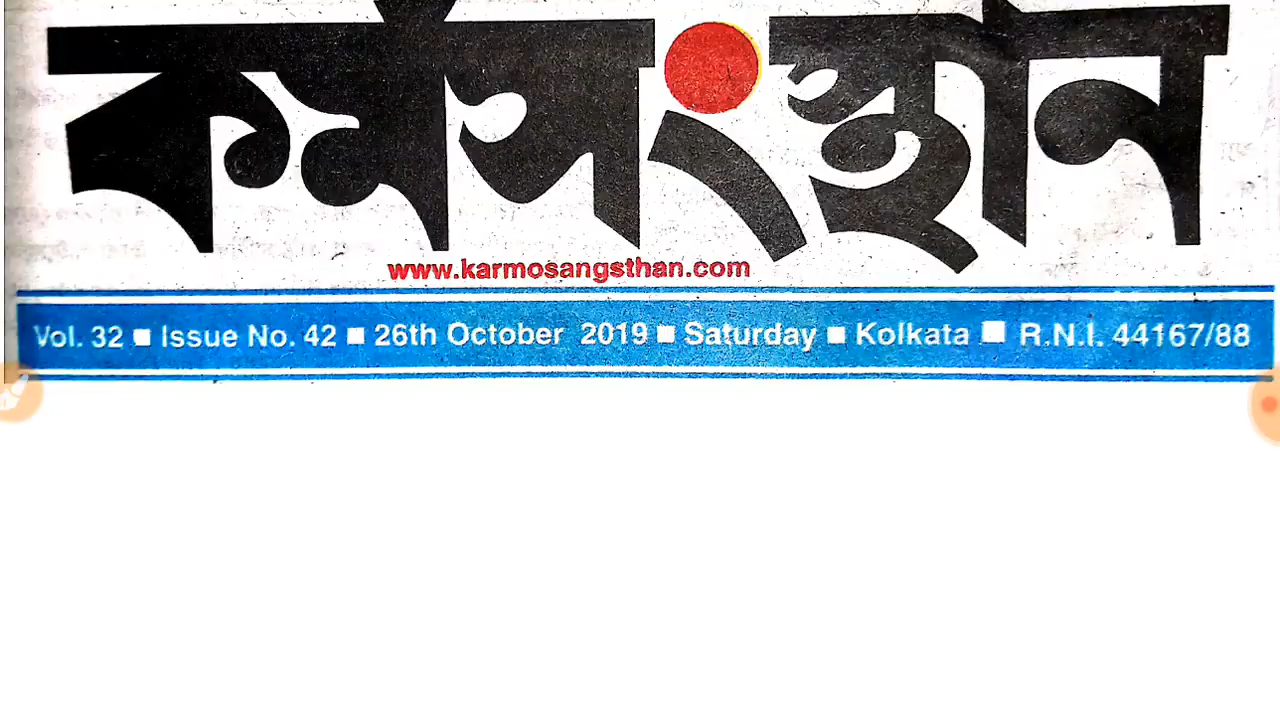 কর্মসংস্থান
www.karmosangsthan.com
Vol. 32 ■ Issue No. 42 ■ 26th October 2019 ■ Saturday ■ Kolkata ■ R.N.I. 44167/88